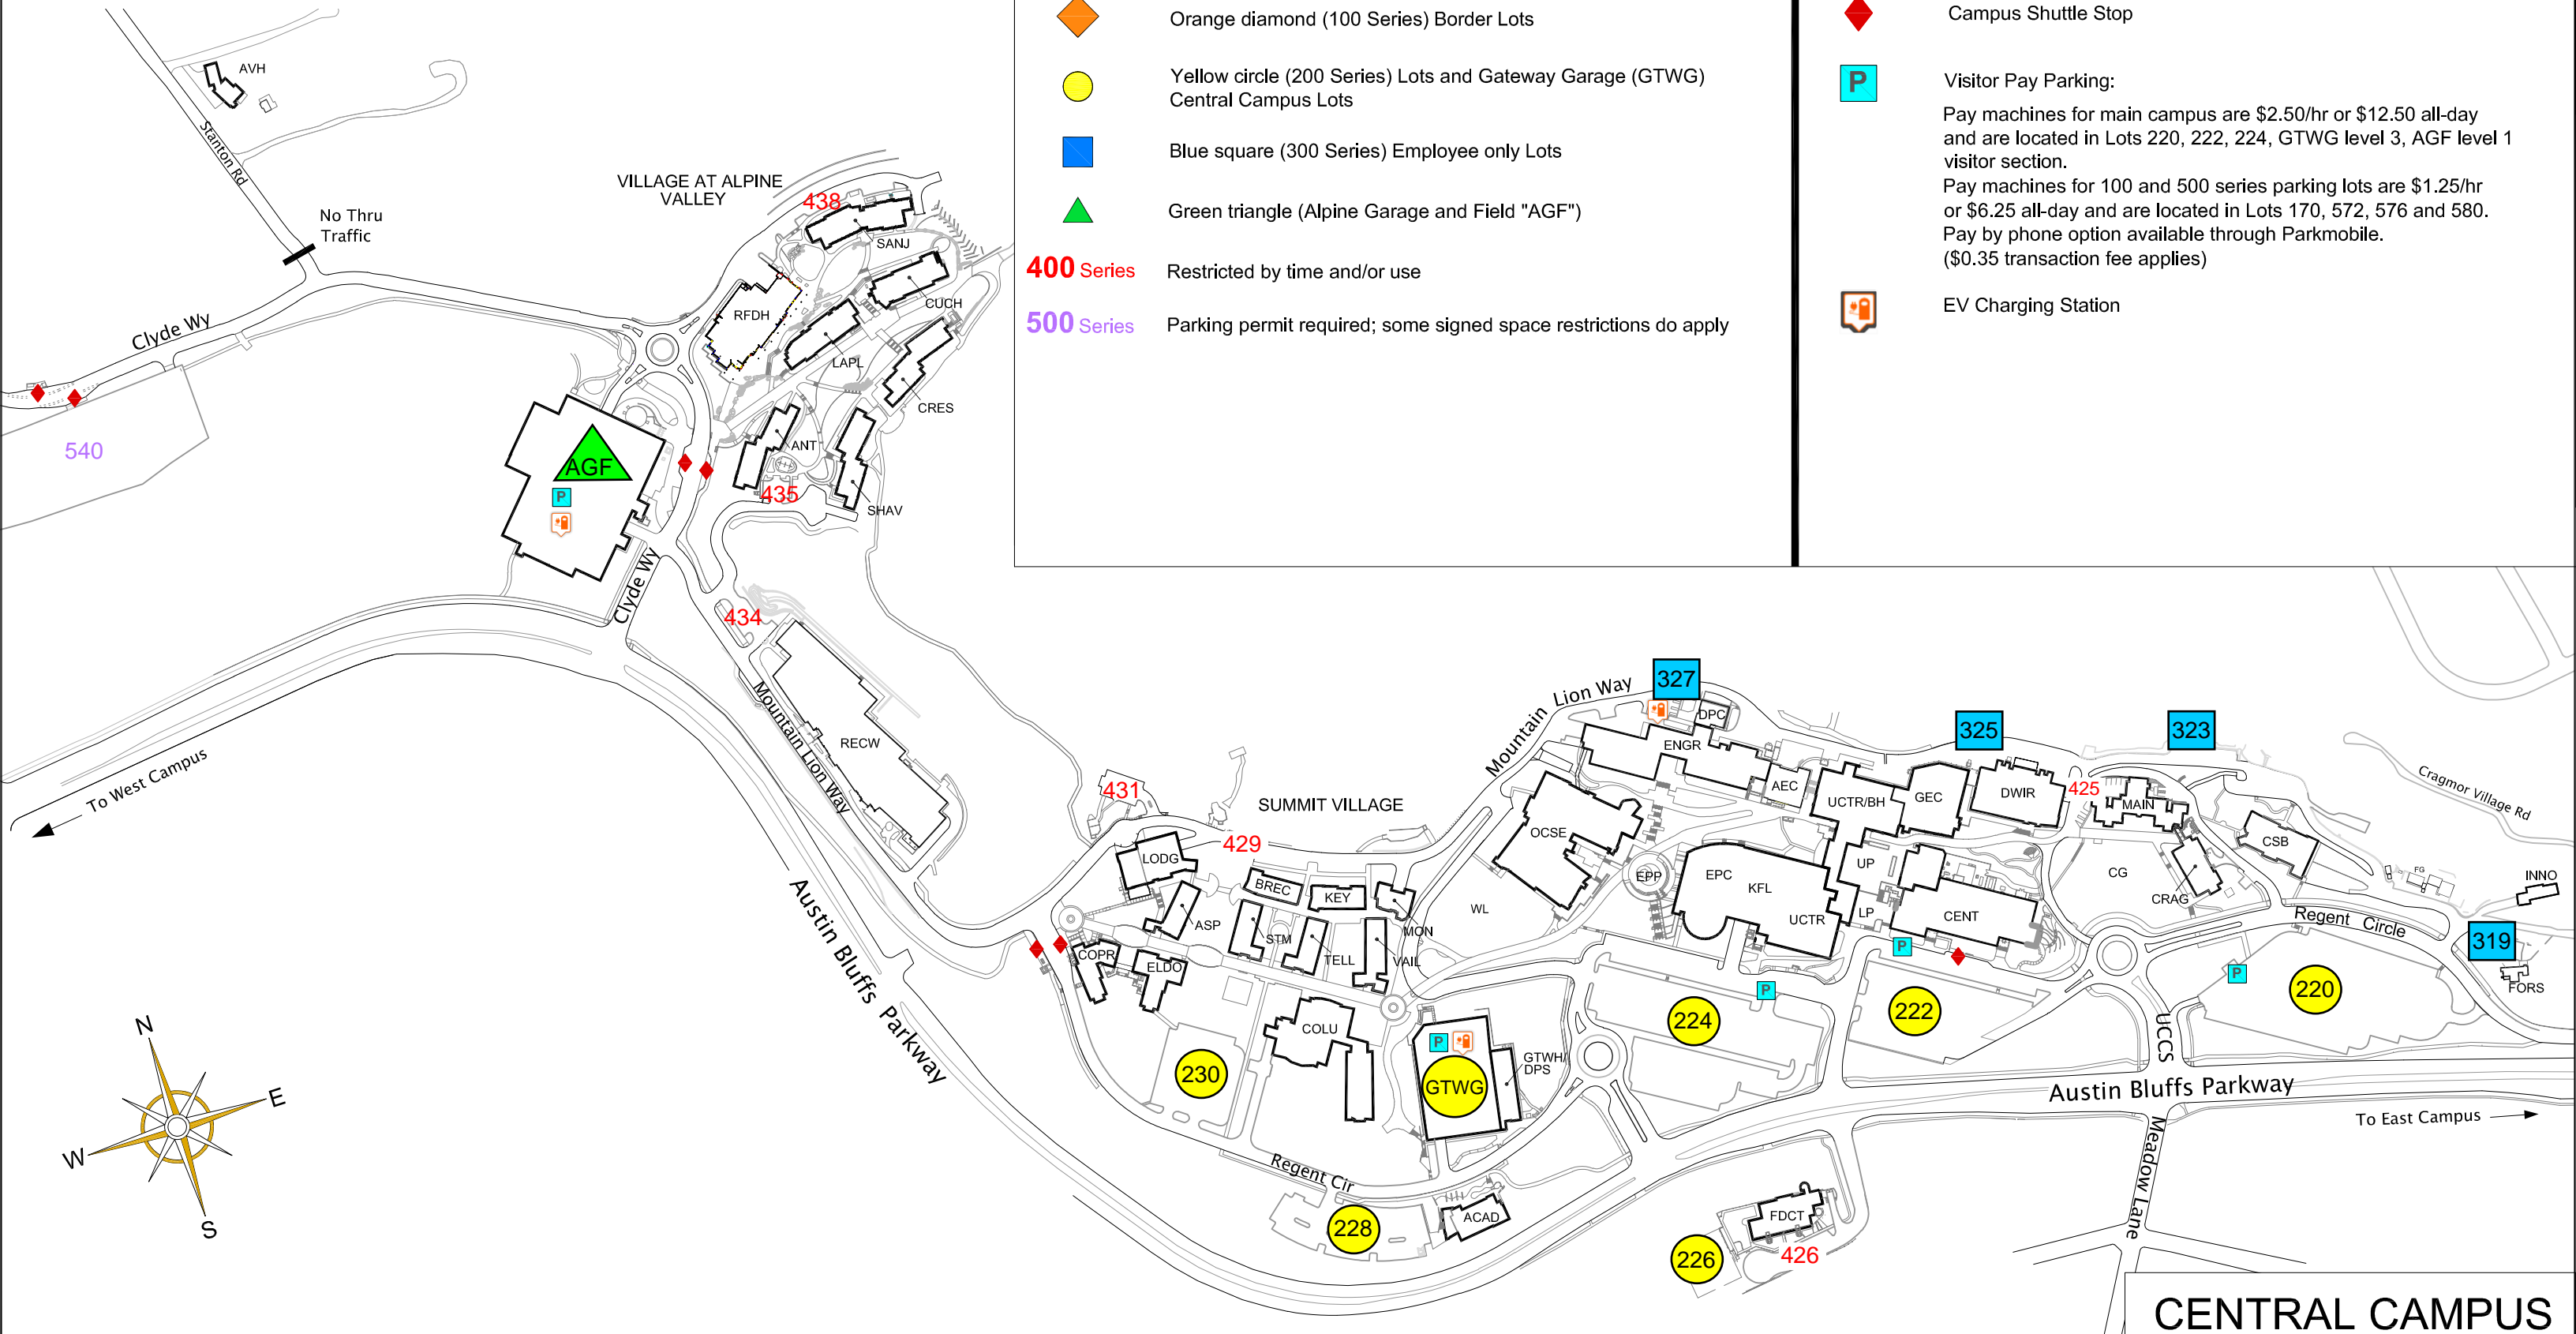 Orange diamond (100 Series) Border Lots
Yellow circle (200 Series) Lots and Gateway Garage (GTWG)
Central Campus Lots
Blue square (300 Series) Employee only Lots
Green triangle (Alpine Garage and Field "AGF")
400 Series Restricted by time and/or use
500 Series Parking permit required; some signed space restrictions do apply
Campus Shuttle Stop
P Visitor Pay Parking:
Pay machines for main campus are $2.50/hr or $12.50 all-day
and are located in Lots 220, 222, 224, GTWG level 3, AGF level 1
visitor section.
Pay machines for 100 and 500 series parking lots are $1.25/hr
or $6.25 all-day and are located in Lots 170, 572, 576 and 580.
Pay by phone option available through Parkmobile.
($0.35 transaction fee applies)
EV Charging Station
AVH
Stanton Rd
No Thru
Traffic
Clyde Wy
540
VILLAGE AT ALPINE
VALLEY
438
SANJ
CUCH
RFDH
LAPL
CRES
ANT
435
SHAV
AGF
P
Clyde Wy
434
Mountain Lion Way
RECW
Mountain Lion Way
To West Campus
Austin Bluffs Parkway
431
429
SUMMIT VILLAGE
LODG
ASP
BREC
KEY
MON
STM
TELL
VAIL
COPR
ELDO
COLU
230
P
GTWG
GTWH/
DPS
Regent Cir
228
ACAD
Mountain Lion Way
327
DPC
ENGR
AEC
OCSE
WL
EPP
EPC
KFL
UCTR
UCTR/BH
GEC
DWIR
325
323
425
MAIN
UP
LP
CENT
CG
CRAG
CSB
FG
INNO
Cragmor Village Rd
Regent Circle
319
FORS
P
P
P
224
222
220
UCCS
Austin Bluffs Parkway
To East Campus
Meadow Lane
FDCT
226
426
N
E
W
S
CENTRAL CAMPUS